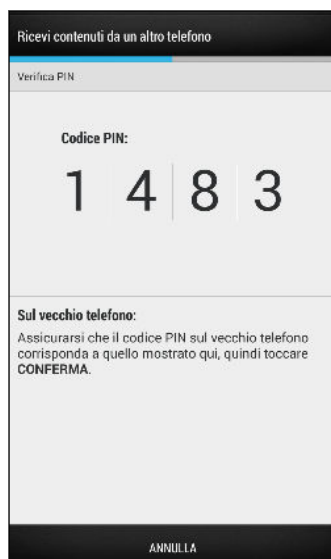 Ricevi contenuti da un altro telefono
Verifica PIN
Codice PIN:
1 4 8 3
Sul vecchio telefono:
Assicurarsi che il codice PIN sul vecchio telefono
corrisponda a quello mostrato qui, quindi toccare
CONFERMA.
ANNULLA